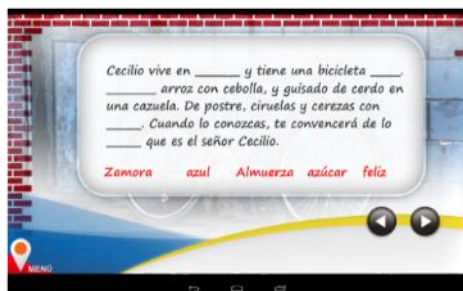 Cecilio vive en ______ y tiene una bicicleta ____.
______ arroz con cebolla, y guisado de cerdo en
una cazuela. De postre, ciruelas y cerezas con
_____. Cuando lo conozcas, te convencerá de lo
_____ que es el señor Cecilio.
Zamora azul Almuerza azúcar feliz
MENÚ